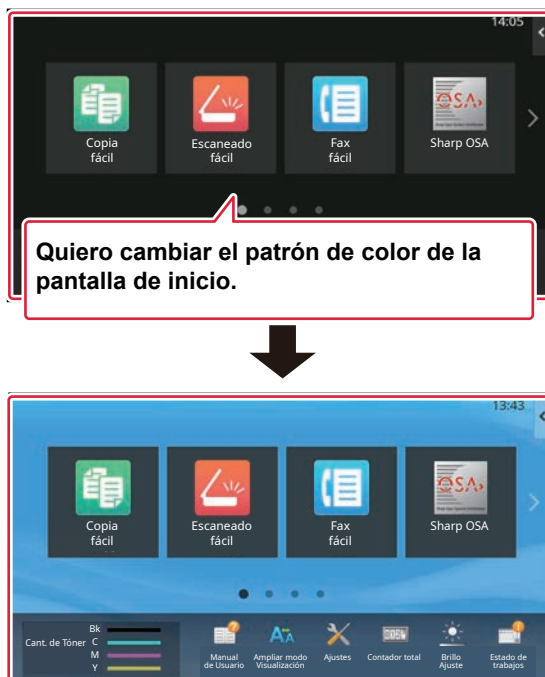 14:05
Copia
fácil
Escaneado
fácil
Fax
fácil
OSA
Sharp OSA
Quiero cambiar el patrón de color de la
pantalla de inicio.
13:43
Copia
fácil
Escaneado
fácil
Fax
fácil
OSA
Sharp OSA
Cant. de Tóner
Bk
C
M
Y
Manual
de Usuario
Ampliar modo
Visualización
Ajustes
Contador total
Brillo
Ajuste
Estado de
trabajos